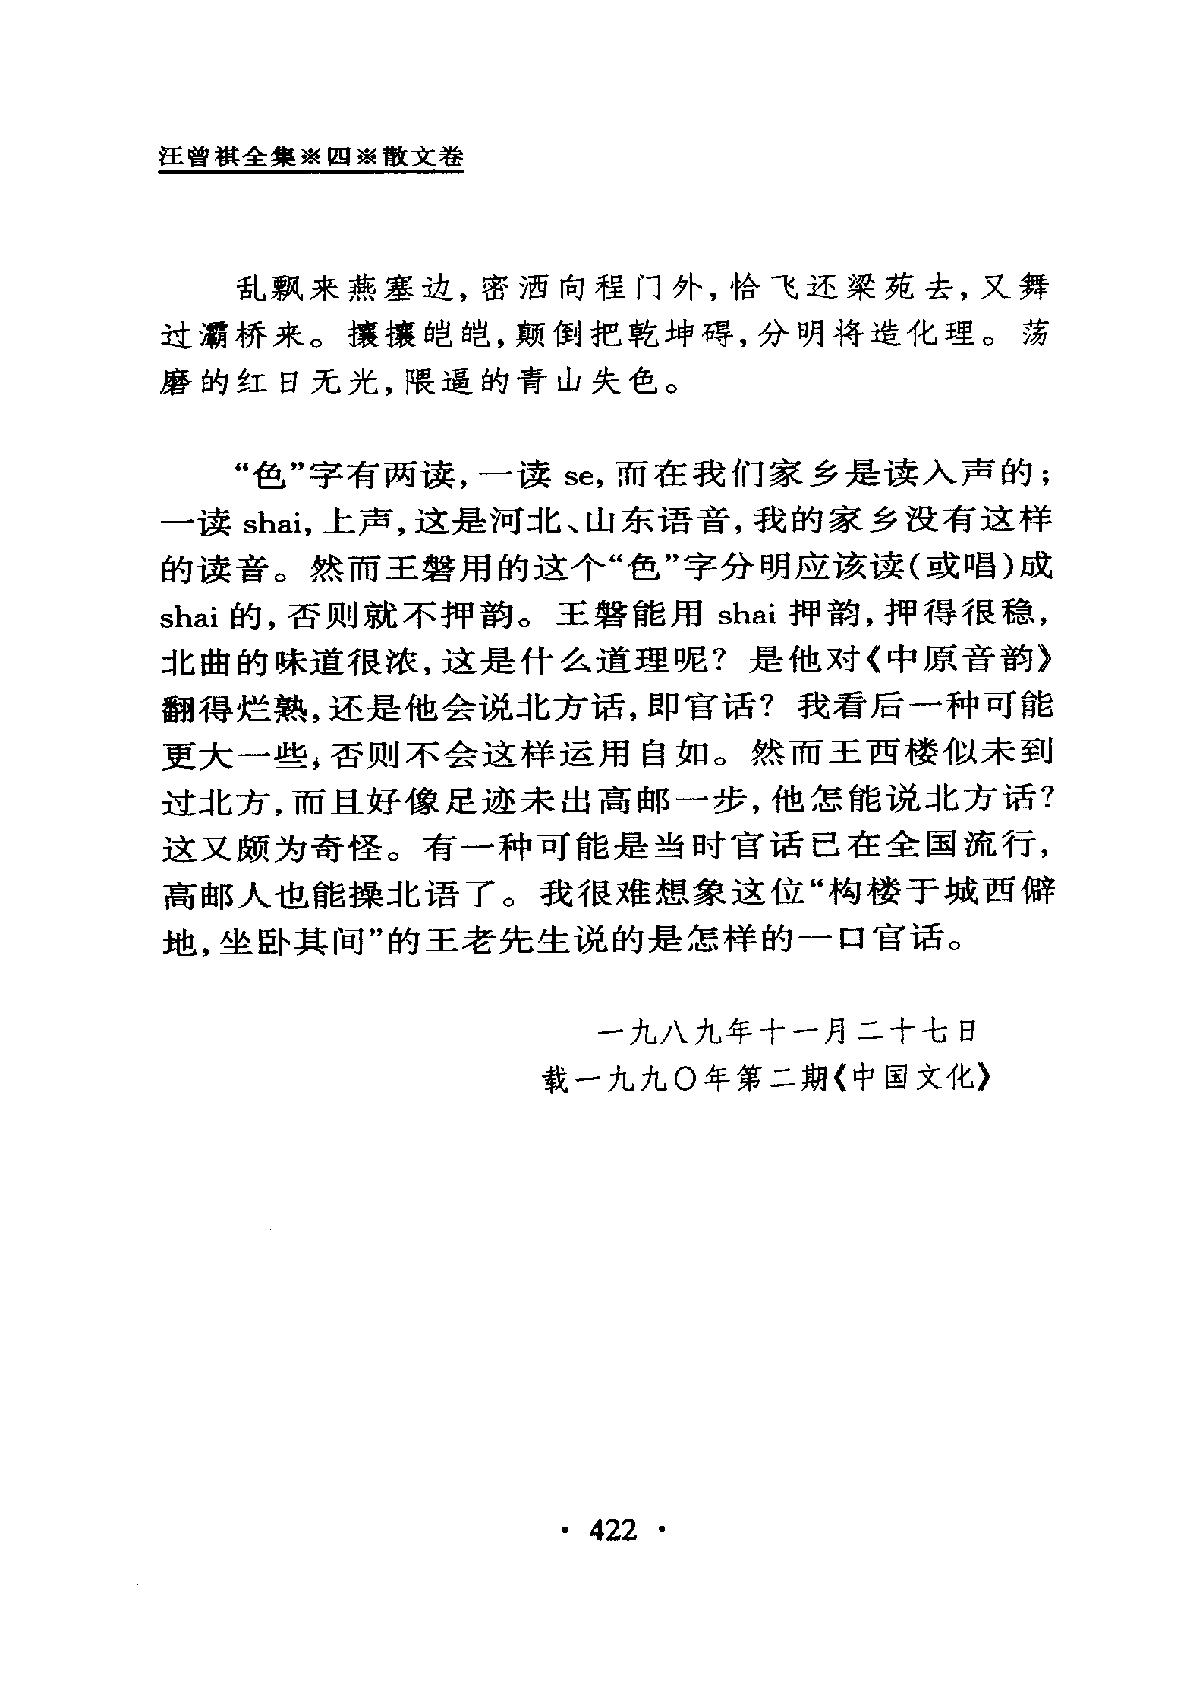 汪曾祺全集※四※散文卷
乱飘来燕塞边，密洒向程门外，恰飞还梁苑去，又舞
过灞桥来。攘攘皑皑，颠倒把乾坤碍，分明将造化理。荡
磨的红日无光，隈逼的青山失色。
“色”字有两读，一读 se，而在我们家乡是读入声的；
一读 shai，上声，这是河北、山东语音，我的家乡没有这样
的读音。然而王磐用的这个“色”字分明应该读（或唱）成
shai 的，否则就不押韵。王磐能用 shai 押韵，押得很稳，
北曲的味道很浓，这是什么道理呢？是他对《中原音韵》
翻得烂熟，还是他会说北方话，即官话？我看后一种可能
更大一些，否则不会这样运用自如。然而王西楼似未到
过北方，而且好像足迹未出高邮一步，他怎能说北方话？
这又颇为奇怪。有一种可能是当时官话已在全国流行，
高邮人也能操北语了。我很难想象这位“构楼于城西僻
地，坐卧其间”的王老先生说的是怎样的一口官话。
一九八九年十一月二十七日
载一九九〇年第二期《中国文化》
· 422 ·